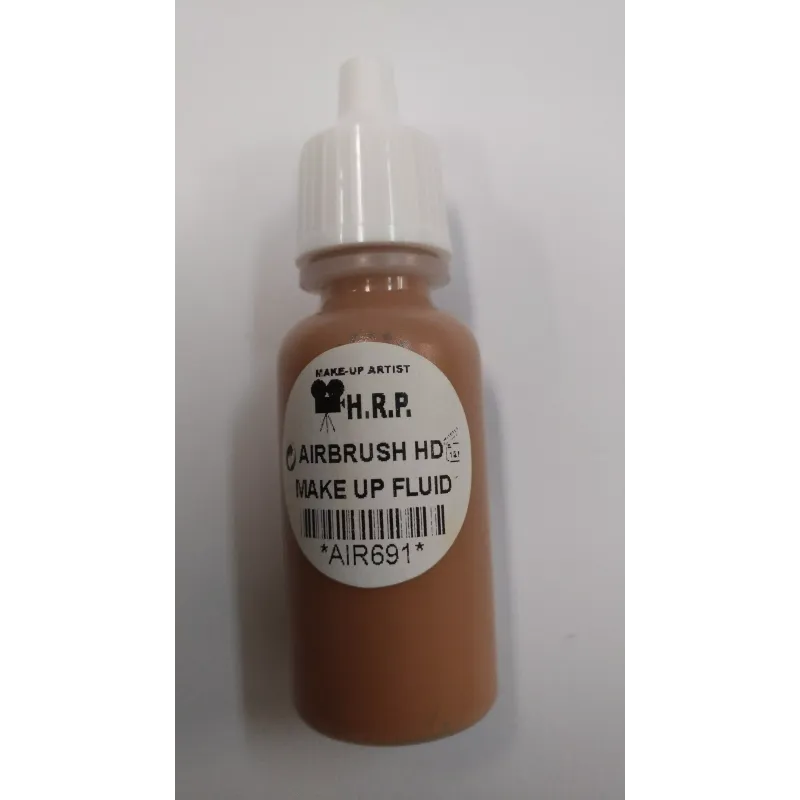 MAKE-UP ARTIST
H.R.P.
AIRBRUSH HD
MAKE UP FLUID
*AIR691*